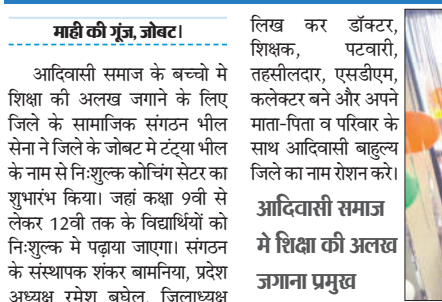 माही की गूंज, जोबट।
आदिवासी समाज के बच्चो मे
शिक्षा की अलख जगाने के लिए
जिले के सामाजिक संगठन भील
सेना ने जिले के जोबट मे टंट्या भील
के नाम से निःशुल्क कोचिंग सेटर का
शुभारंभ किया। जहां कक्षा 9वी से
लेकर 12वी तक के विद्यार्थियों को
निःशुल्क मे पढ़ाया जाएगा। संगठन
के संस्थापक शंकर बामनिया, प्रदेश
अध्यक्ष रमेश बघेल, जिलाध्यक्ष
लिख कर डॉक्टर,
शिक्षक, पटवारी,
तहसीलदार, एसडीएम,
कलेक्टर बने और अपने
माता-पिता व परिवार के
साथ आदिवासी बाहुल्य
जिले का नाम रोशन करे।
आदिवासी समाज
मे शिक्षा की अलख
जगाना प्रमुख